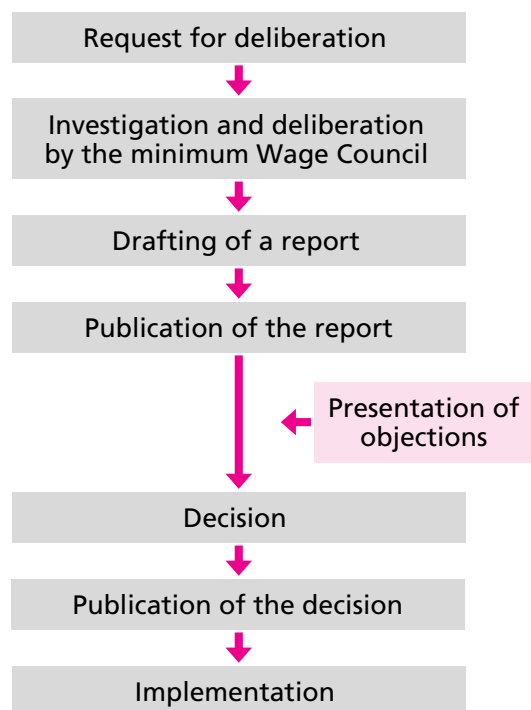 Request for deliberation
Investigation and deliberation
by the minimum Wage Council
Drafting of a report
Publication of the report
Presentation of
objections
Decision
Publication of the decision
Implementation